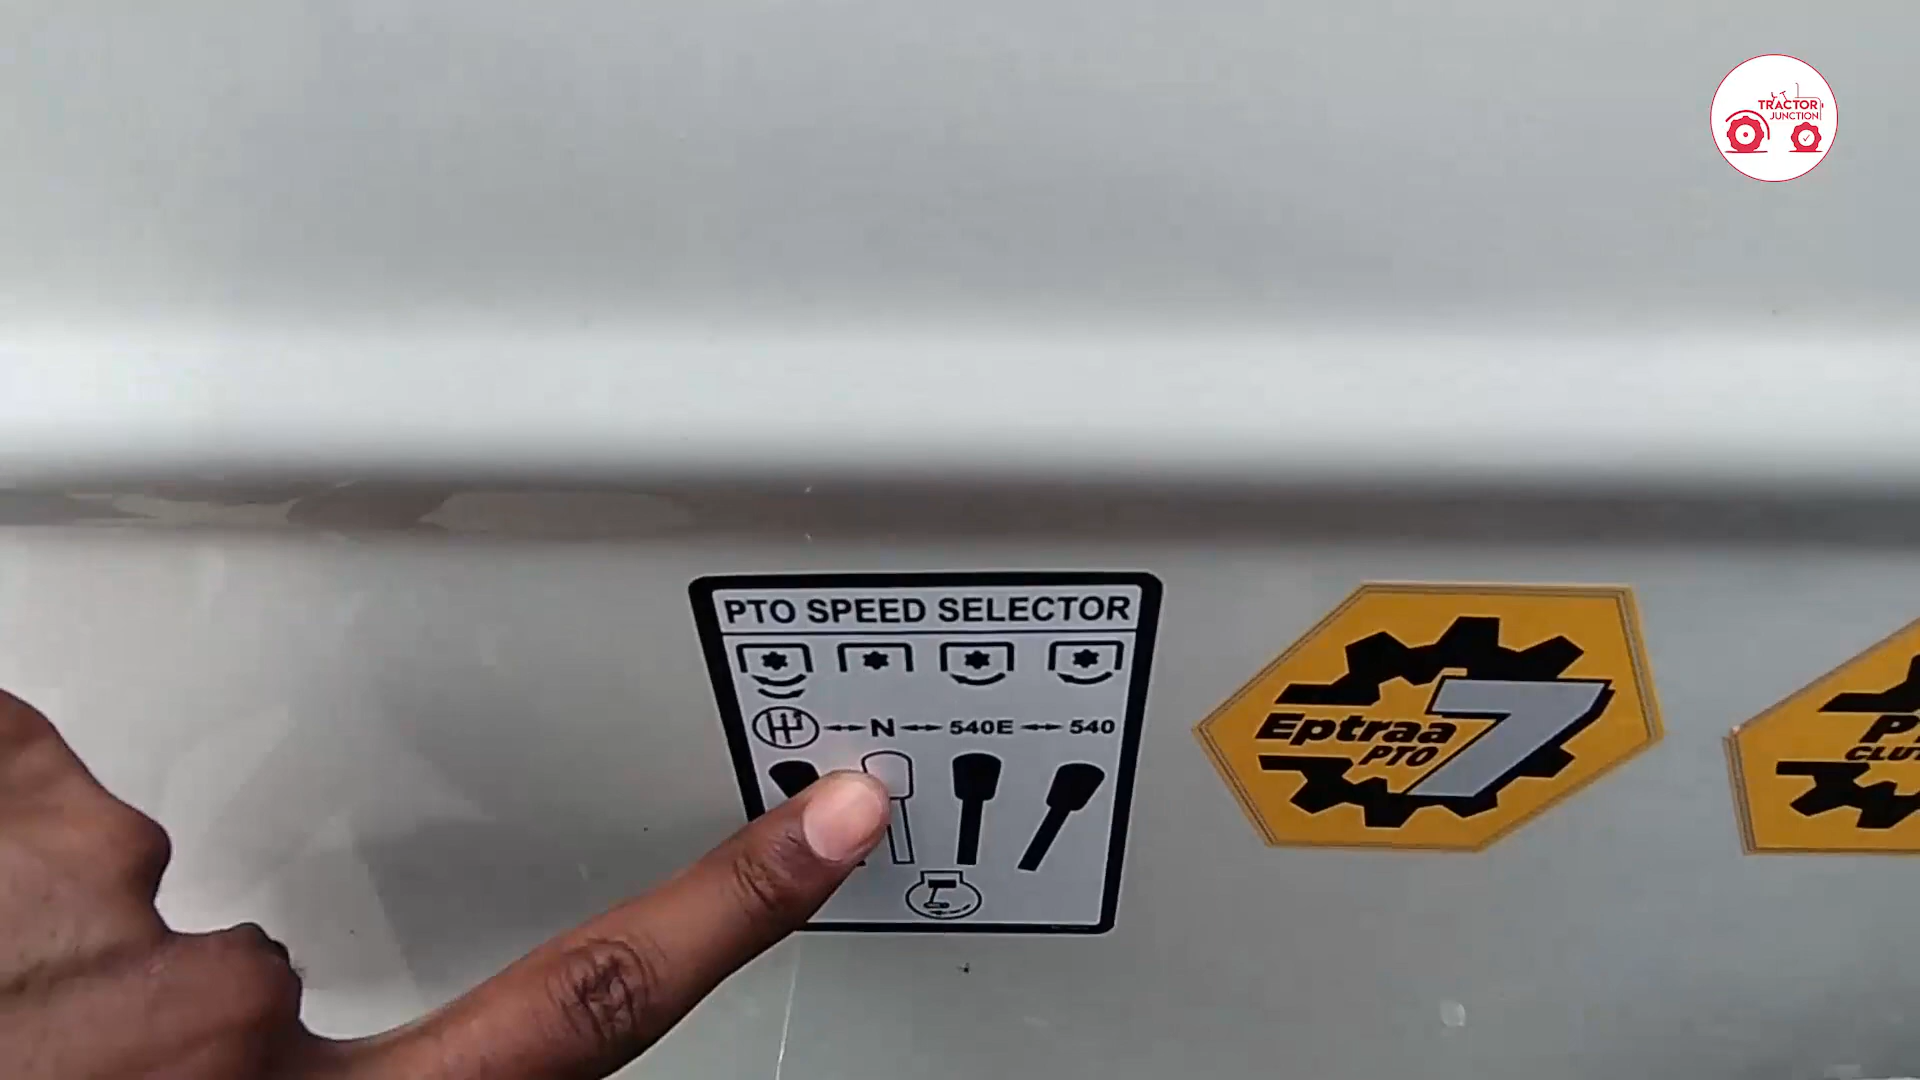 TRACTOR
JUNCTION
PTO SPEED SELECTOR
N 540E 540
Eptraa
PTO
7